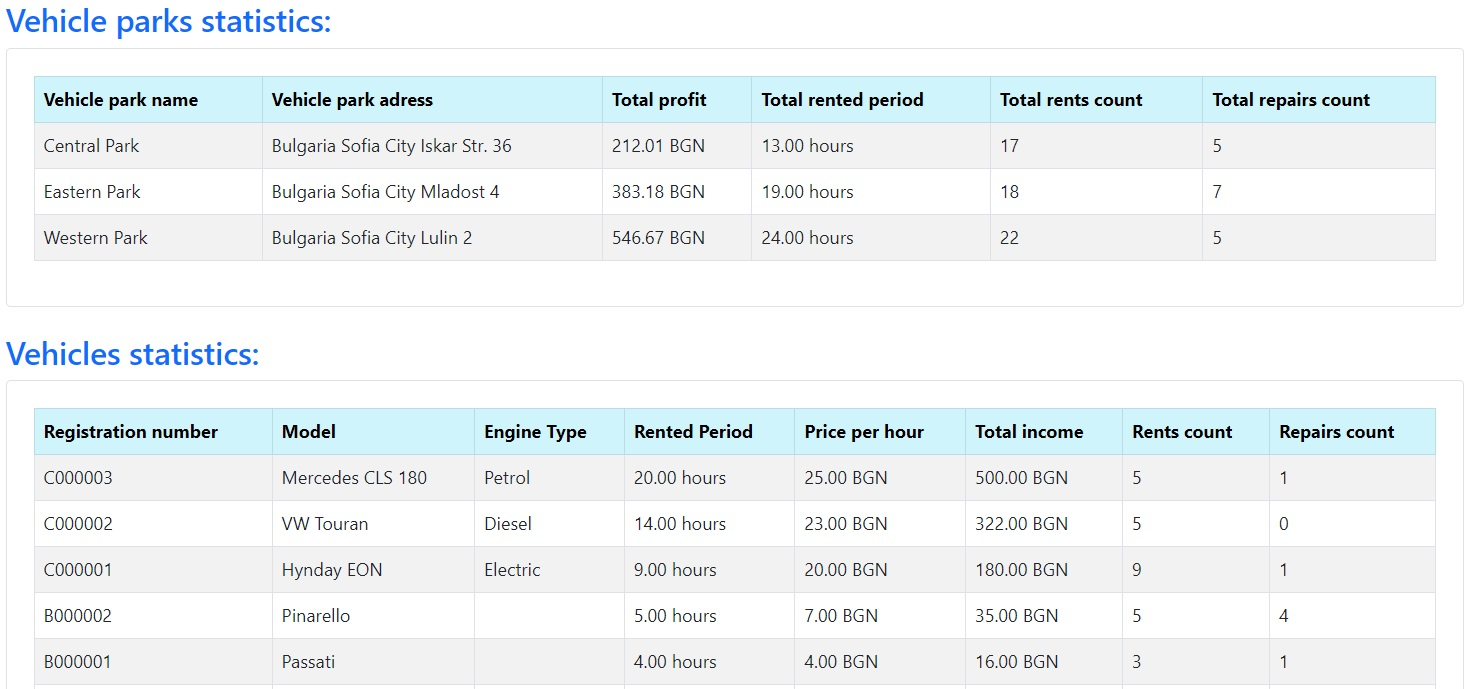 Vehicle parks statistics:
Vehicle park name Vehicle park adress Total profit Total rented period Total rents count Total repairs count
Central Park Bulgaria Sofia City Iskar Str. 36 212.01 BGN 13.00 hours 17 5
Eastern Park Bulgaria Sofia City Mladost 4 383.18 BGN 19.00 hours 18 7
Western Park Bulgaria Sofia City Lulin 2 546.67 BGN 24.00 hours 22 5
Vehicles statistics:
Registration number Model Engine Type Rented Period Price per hour Total income Rents count Repairs count
C000003 Mercedes CLS 180 Petrol 20.00 hours 25.00 BGN 500.00 BGN 5 1
C000002 VW Touran Diesel 14.00 hours 23.00 BGN 322.00 BGN 5 0
C000001 Hynday EON Electric 9.00 hours 20.00 BGN 180.00 BGN 9 1
B000002 Pinarello 5.00 hours 7.00 BGN 35.00 BGN 5 4
B000001 Passati 4.00 hours 4.00 BGN 16.00 BGN 3 1